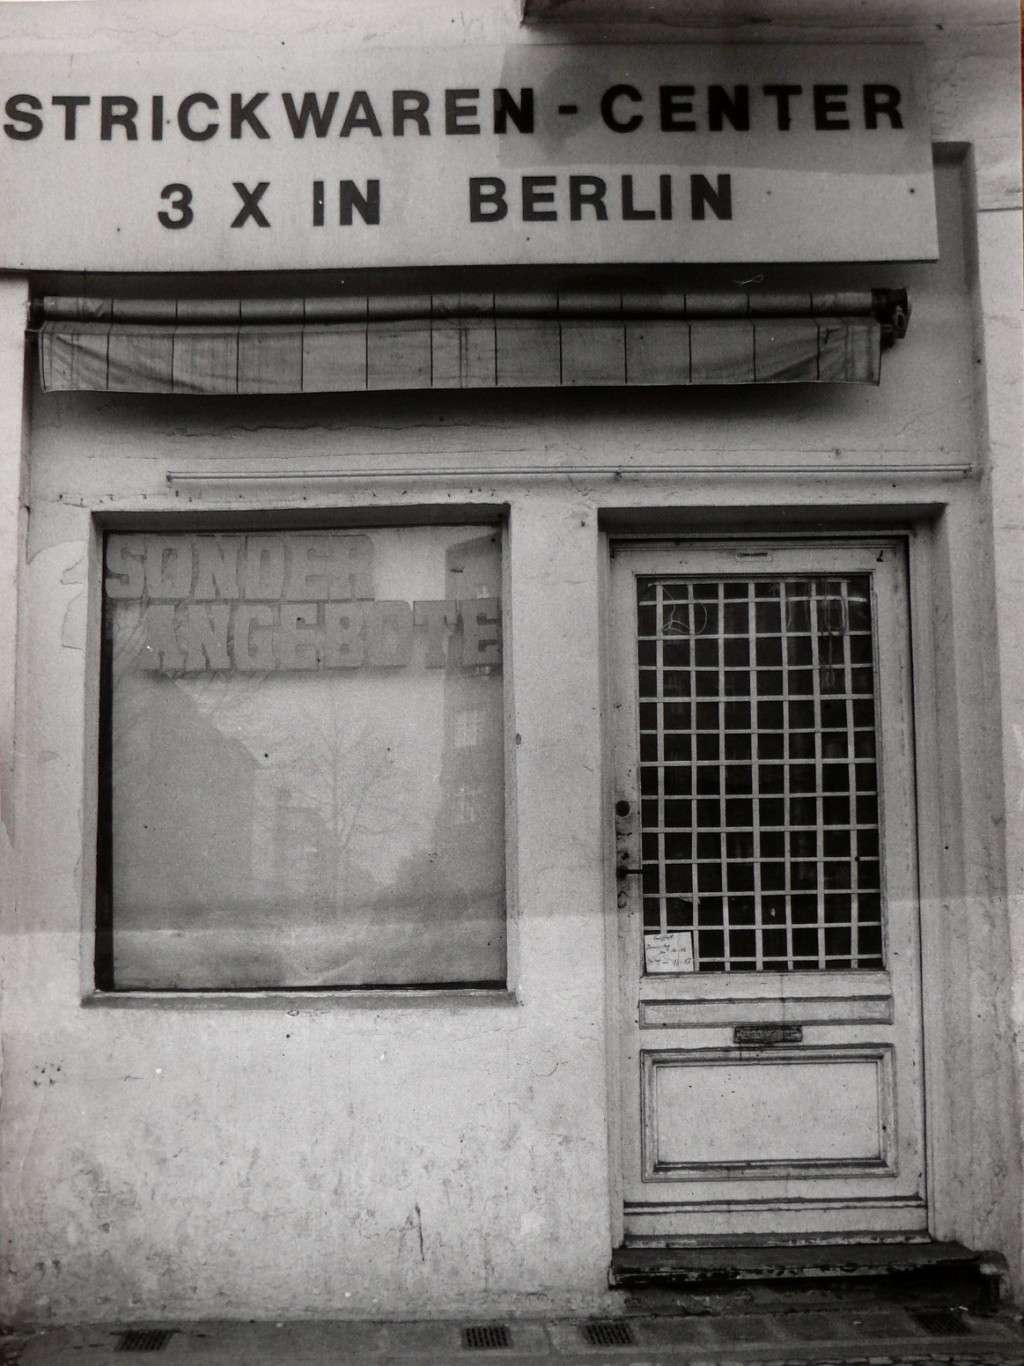 STRICKWAREN-CENTER
3 X IN BERLIN
SONDER
ANGEBOTE